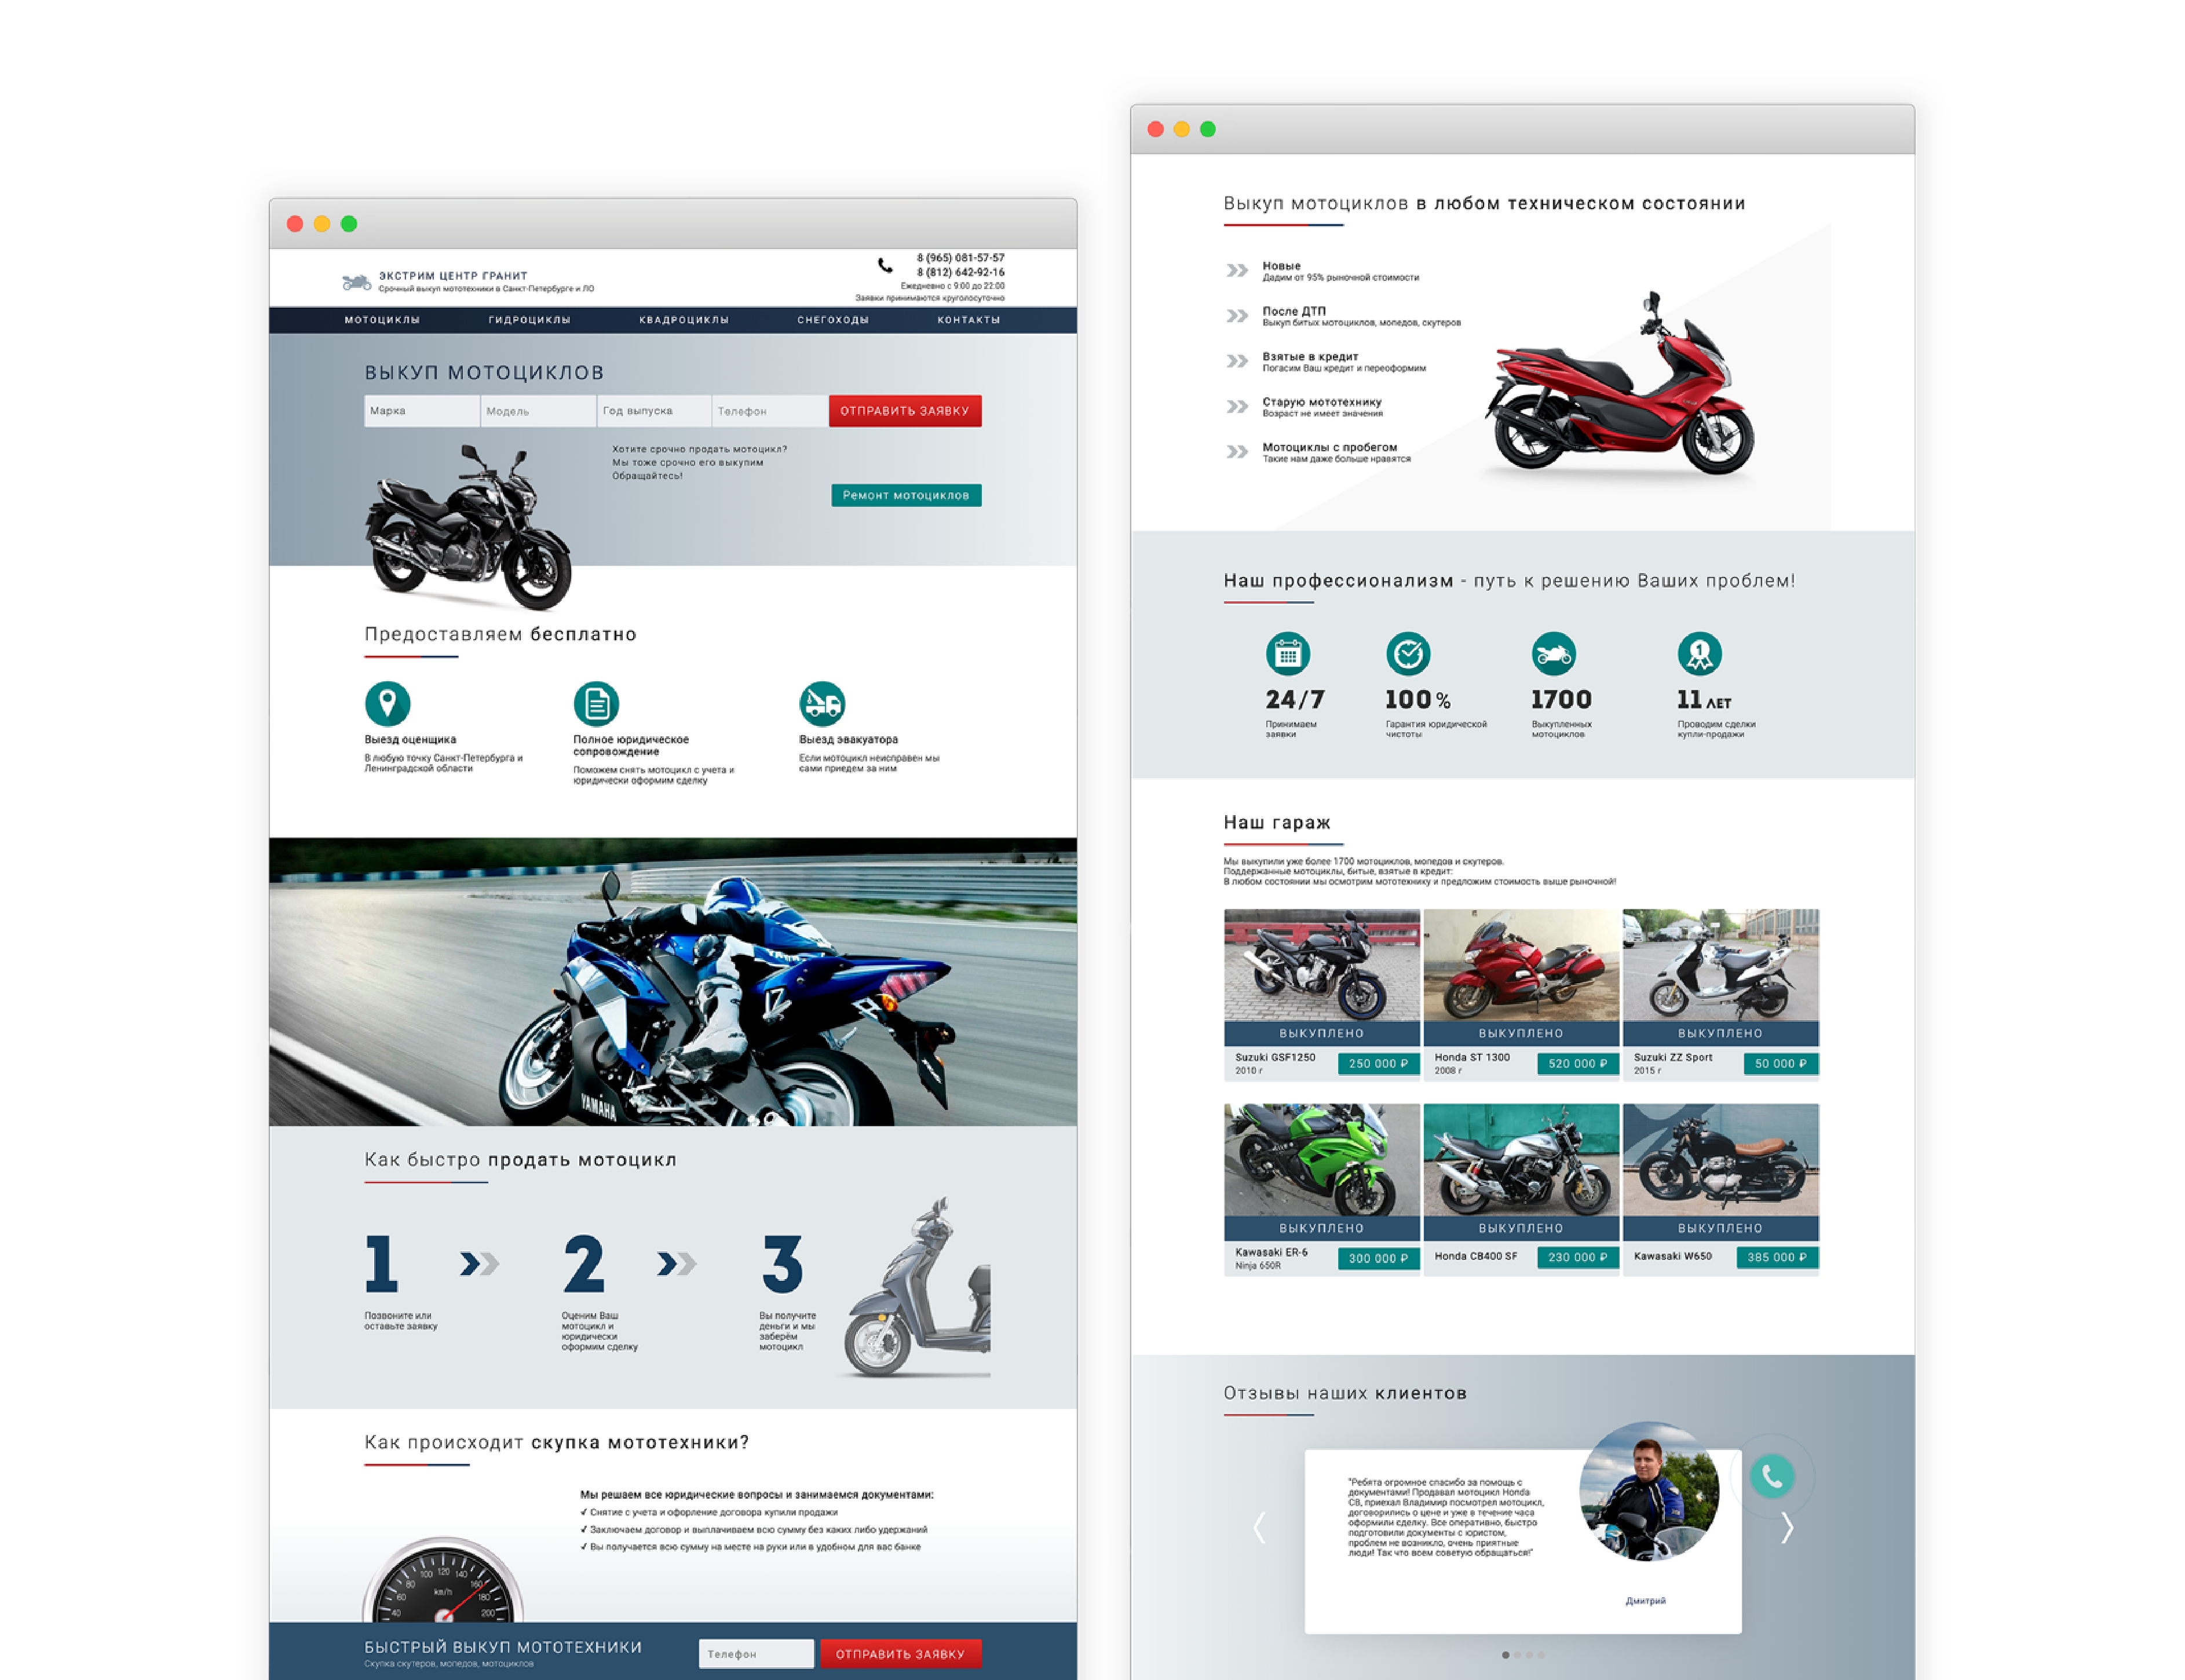 ЭКСТРИМ ЦЕНТР ГРАНИТ
Срочный выкуп мототехники в Санкт-Петербурге и ЛО
8 (965) 081-57-57
8 (812) 642-92-16
Ежедневно с 9:00 до 22:00
Заявки принимаются круглосуточно
МОТОЦИКЛЫ ГИДРОЦИКЛЫ КВАДРОЦИКЛЫ СНЕГОХОДЫ КОНТАКТЫ
ВЫКУП МОТОЦИКЛОВ
Марка Модель Год выпуска Телефон ОТПРАВИТЬ ЗАЯВКУ
Хотите срочно продать мотоцикл?
Мы тоже срочно его выкупим
Обращайтесь!
Ремонт мотоциклов
Предоставляем бесплатно
Выезд оценщика
В любую точку Санкт-Петербурга и
Ленинградской области
Полное юридическое
сопровождение
Поможем снять мотоцикл с учета и
юридически оформим сделку
Выезд эвакуатора
Если мотоцикл неисправен мы
сами приедем за ним
YAMAHA
R6
Как быстро продать мотоцикл
1
Позвоните или
оставьте заявку
2
Оценим Ваш
мотоцикл и
юридически
оформим сделку
3
Вы получите
деньги и мы
заберём
мотоцикл
Как происходит скупка мототехники?
Мы решаем все юридические вопросы и занимаемся документами:
✓ Снятие с учета и офорление договора купили продажи
✓ Заключаем договор и выплачиваем всю сумму без каких либо удержаний
✓ Вы получается всю сумму на месте на руки или в удобном для вас банке
40 60 80 100 120 140 160 180 200
km/h
БЫСТРЫЙ ВЫКУП МОТОТЕХНИКИ
Скупка скутеров, мопедов, мотоциклов
Телефон ОТПРАВИТЬ ЗАЯВКУ
Выкуп мотоциклов в любом техническом состоянии
Новые
Дадим от 95% рыночной стоимости
После ДТП
Выкуп битых мотоциклов, мопедов, скутеров
Взятые в кредит
Погасим Ваш кредит и переоформим
Старую мототехнику
Возраст не имеет значения
Мотоциклы с пробегом
Такие нам даже больше нравятся
Наш профессионализм - путь к решению Ваших проблем!
24/7
Принимаем
заявки
100 %
Гарантия юридической
чистоты
1700
Выкупленных
мотоциклов
1
11 ЛЕТ
Проводим сделки
купли-продажи
Наш гараж
Мы выкупили уже более 1700 мотоциклов, мопедов и скутеров.
Поддержанные мотоциклы, битые, взятые в кредит:
В любом состоянии мы осмотрим мототехнику и предложим стоимость выше рыночной!
ВЫКУПЛЕНО
Suzuki GSF1250
2010 г
250 000 ₽
ВЫКУПЛЕНО
Honda ST 1300
2008 г
520 000 ₽
ВЫКУПЛЕНО
Suzuki ZZ Sport
2015 г
50 000 ₽
ВЫКУПЛЕНО
Kawasaki ER-6
Ninja 650R
300 000 ₽
ВЫКУПЛЕНО
Honda CB400 SF
230 000 ₽
ВЫКУПЛЕНО
Kawasaki W650
385 000 ₽
Отзывы наших клиентов
"Ребята огромное спасибо за помощь с
документами! Продавал мотоцикл Honda
CB, приехал Владимир посмотрел мотоцикл,
договорились о цене и уже в течение часа
оформили сделку. Все оперативно, быстро
подготовили документы с юристом,
проблем не возникло, очень приятные
люди! Так что всем советую обращаться!"
Дмитрий